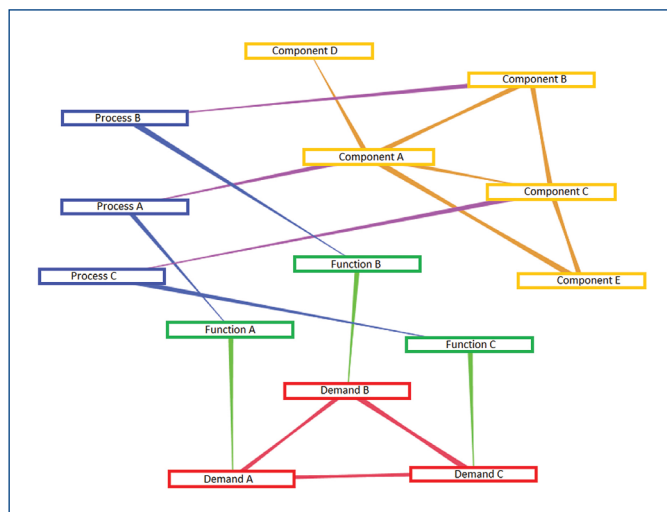 Component D
Component B
Process B
Component A
Component C
Process A
Function B
Process C
Component E
Function A
Function C
Demand B
Demand A
Demand C